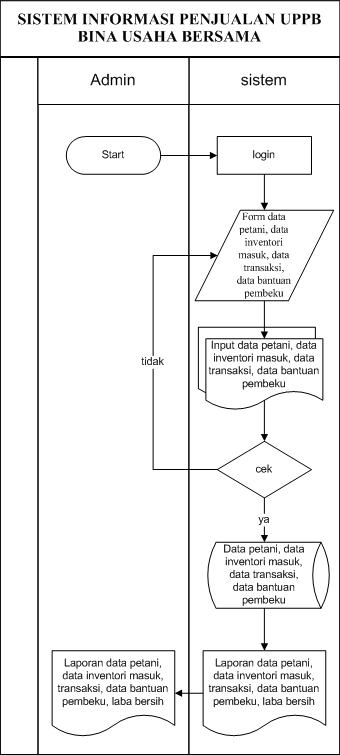 SISTEM INFORMASI PENJUALAN UPPB
BINA USAHA BERSAMA
Admin
sistem
Start
login
Form data
petani, data
inventori
masuk, data
transaksi,
data bantuan
pembeku
Input data petani, data
inventori masuk, data
transaksi, data bantuan
pembeku
tidak
cek
ya
Data petani, data
inventori masuk,
data transaksi,
data bantuan
pembeku
Laporan data petani,
data inventori masuk,
transaksi, data bantuan
pembeku, laba bersih
Laporan data petani,
data inventori masuk,
transaksi, data bantuan
pembeku, laba bersih